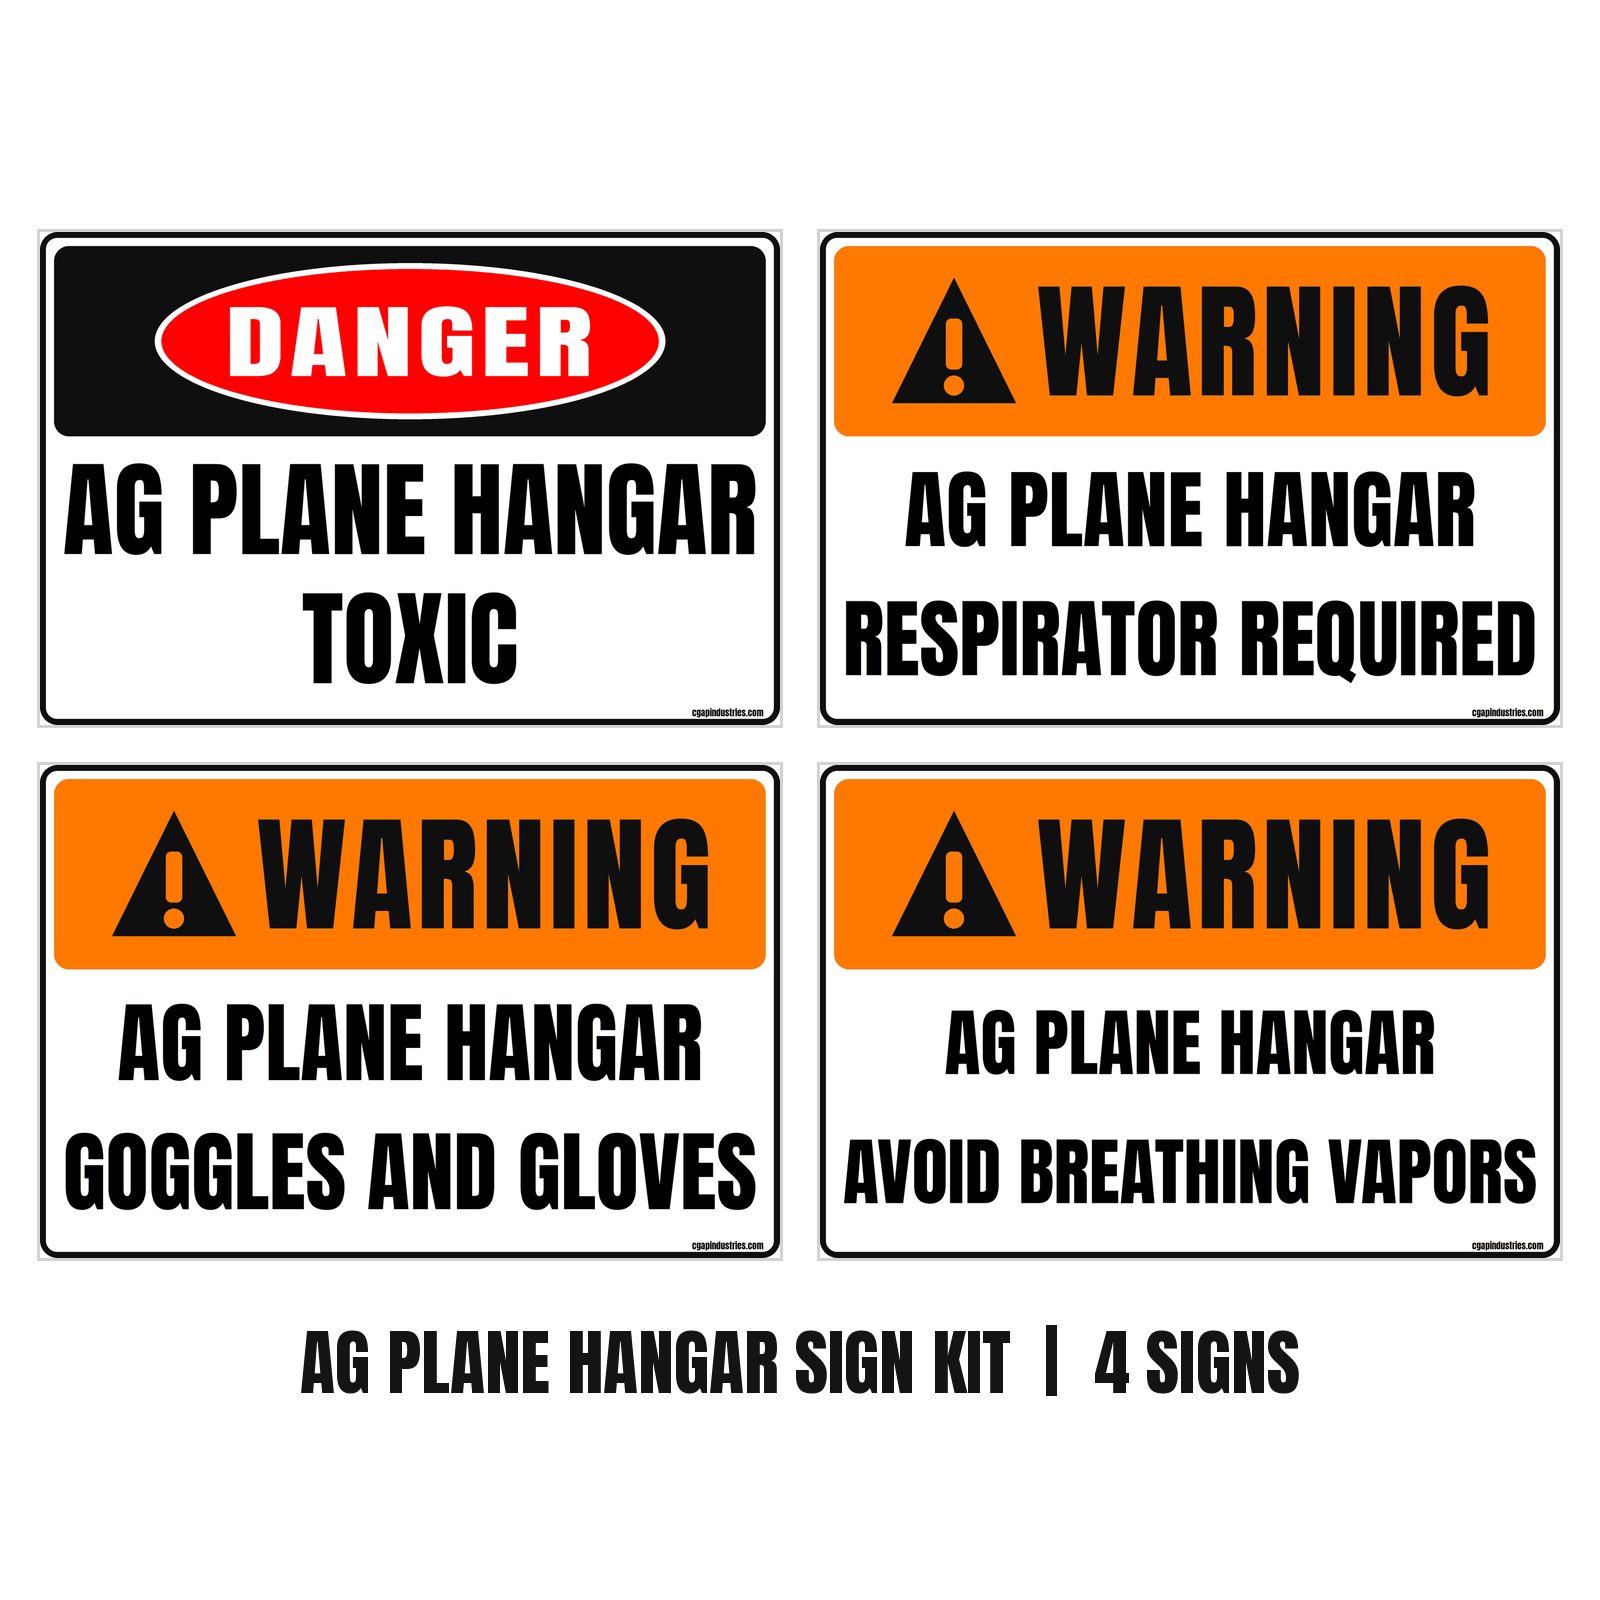 DANGER
AG PLANE HANGAR
TOXIC
cgapindustries.com
WARNING
AG PLANE HANGAR
RESPIRATOR REQUIRED
cgapindustries.com
WARNING
AG PLANE HANGAR
GOGGLES AND GLOVES
cgapindustries.com
WARNING
AG PLANE HANGAR
AVOID BREATHING VAPORS
cgapindustries.com
AG PLANE HANGAR SIGN KIT | 4 SIGNS